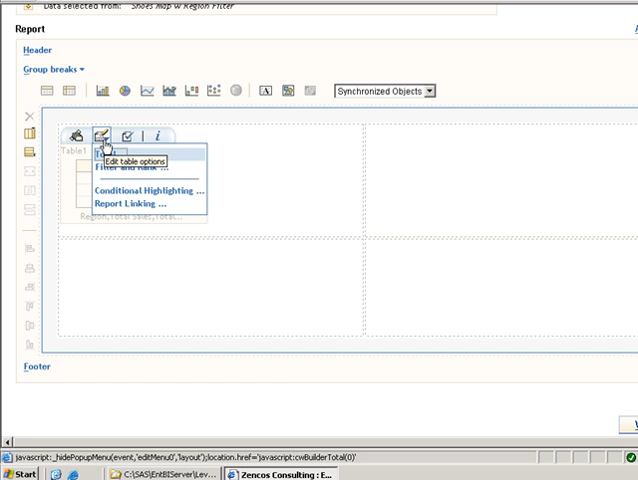 Data selected from: Shoes map w Region Filter
Report
Header
Group breaks
A
Synchronized Objects
i
Table1
Edit table options
Filter and Rank ...
Conditional Highlighting ...
Report Linking ...
Region,Total Sales,Total...
Footer
javascript:_hidePopupMenu(event,'editMenu0','layout');location.href='javascript:cwBuilderTotal(0)'
Start
C:\SAS\EntBIServer\Lev...
Zencos Consulting : E...